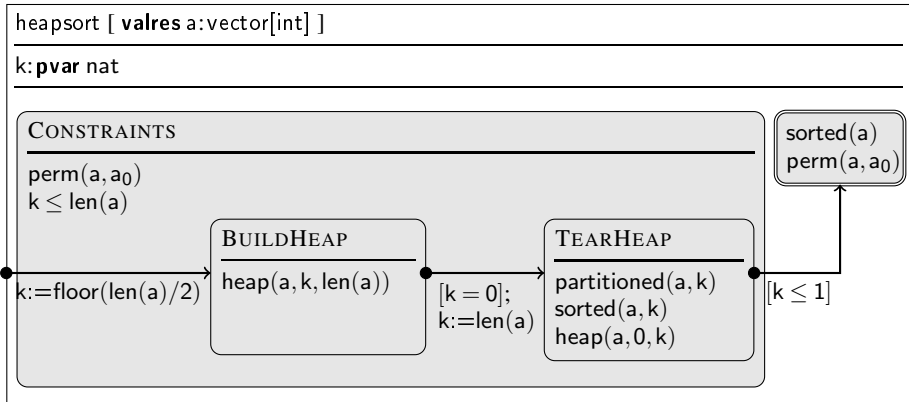 heapsort [ valres a:vector[int] ]
k:pvar nat
CONSTRAINTS
perm(a,a₀)
k ≤ len(a)
sorted(a)
perm(a,a₀)
k:=floor(len(a)/2)
BUILDHEAP
heap(a,k,len(a))
[k = 0];
k:=len(a)
TEARHEAP
partitioned(a,k)
sorted(a,k)
heap(a,0,k)
[k ≤ 1]